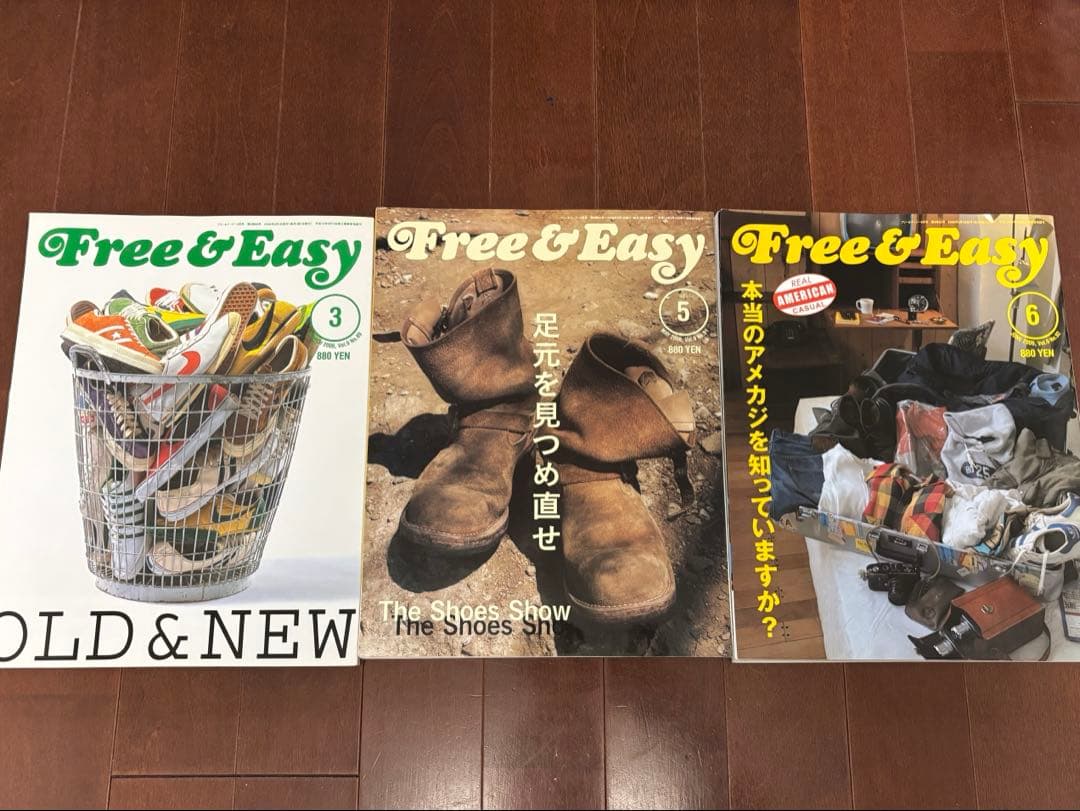 Free & Easy
3
880 YEN
OLD & NEW
Free & Easy
5
880 YEN
足元を見つめ直せ
The Shoes Show
The Shoes Sho
Free & Easy
REAL
AMERICAN
CASUAL
6
880 YEN
本当のアメカジを知っていますか?